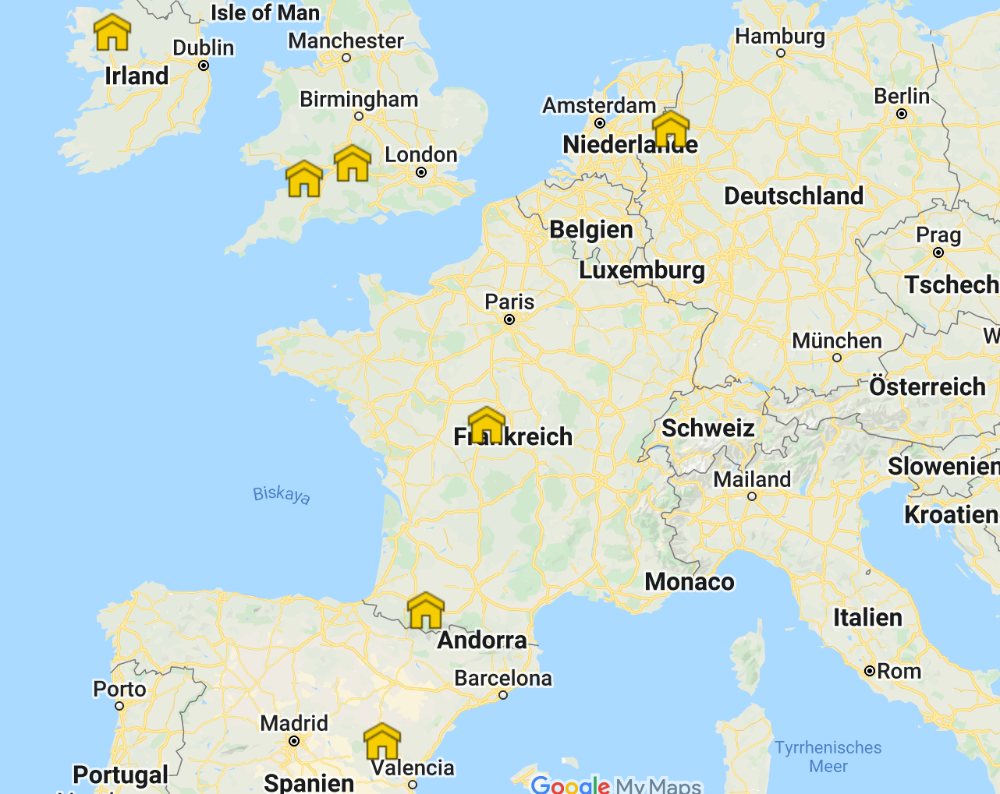 Isle of Man
Manchester
Dublin
Irland
Birmingham
London
Hamburg
Berlin
Amsterdam
Niederlande
Deutschland
Belgien
Luxemburg
Prag
Tschech
Paris
München
W
Österreich
Schweiz
Frankreich
Slowenien
Mailand
Biskaya
Kroatien
Monaco
Italien
Andorra
Rom
Barcelona
Porto
Madrid
Valencia
Tyrrhenisches
Meer
Portugal
Spanien
Google My Maps